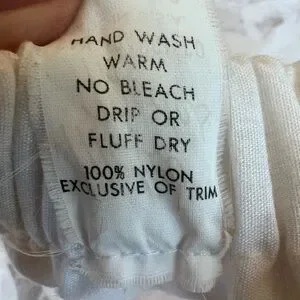 HAND WASH
WARM
NO BLEACH
DRIP OR
FLUFF DRY
100% NYLON
EXCLUSIVE OF TRIM